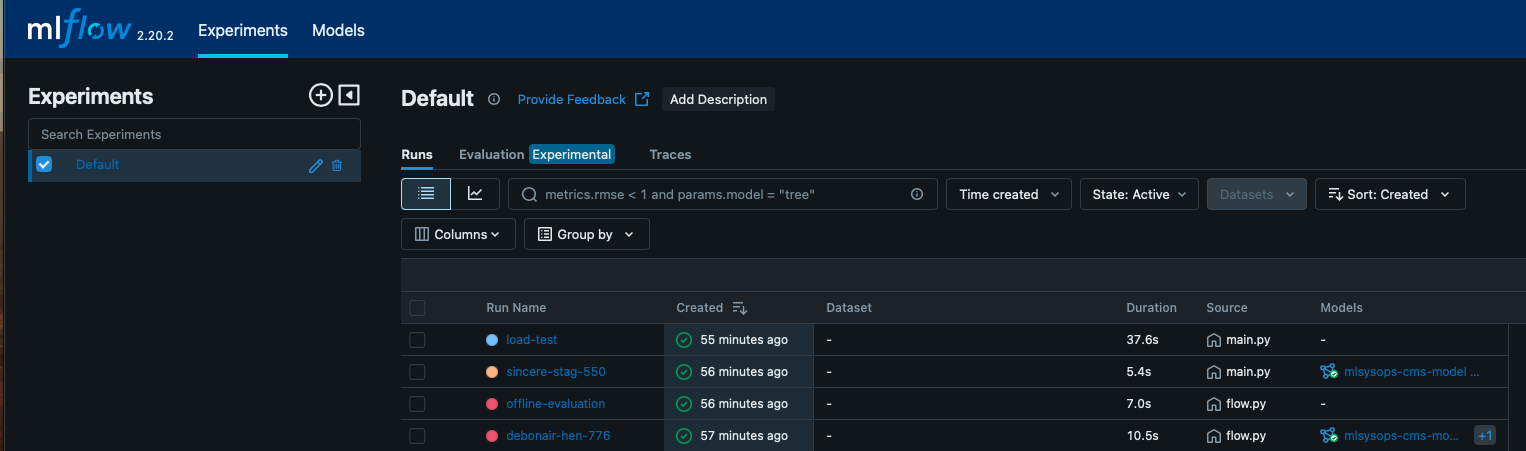 mlflow 2.20.2 Experiments Models
Experiments
Search Experiments
Default
Default Provide Feedback Add Description
Runs Evaluation Experimental Traces
metrics.rmse < 1 and params.model = "tree" Time created State: Active Datasets Sort: Created
Columns Group by
Run Name Created Dataset Duration Source Models
load-test 55 minutes ago - 37.6s main.py -
sincere-stag-550 56 minutes ago - 5.4s main.py mlsysops-cms-model ...
offline-evaluation 56 minutes ago - 7.0s flow.py -
debonair-hen-776 57 minutes ago - 10.5s flow.py mlsysops-cms-mo... +1